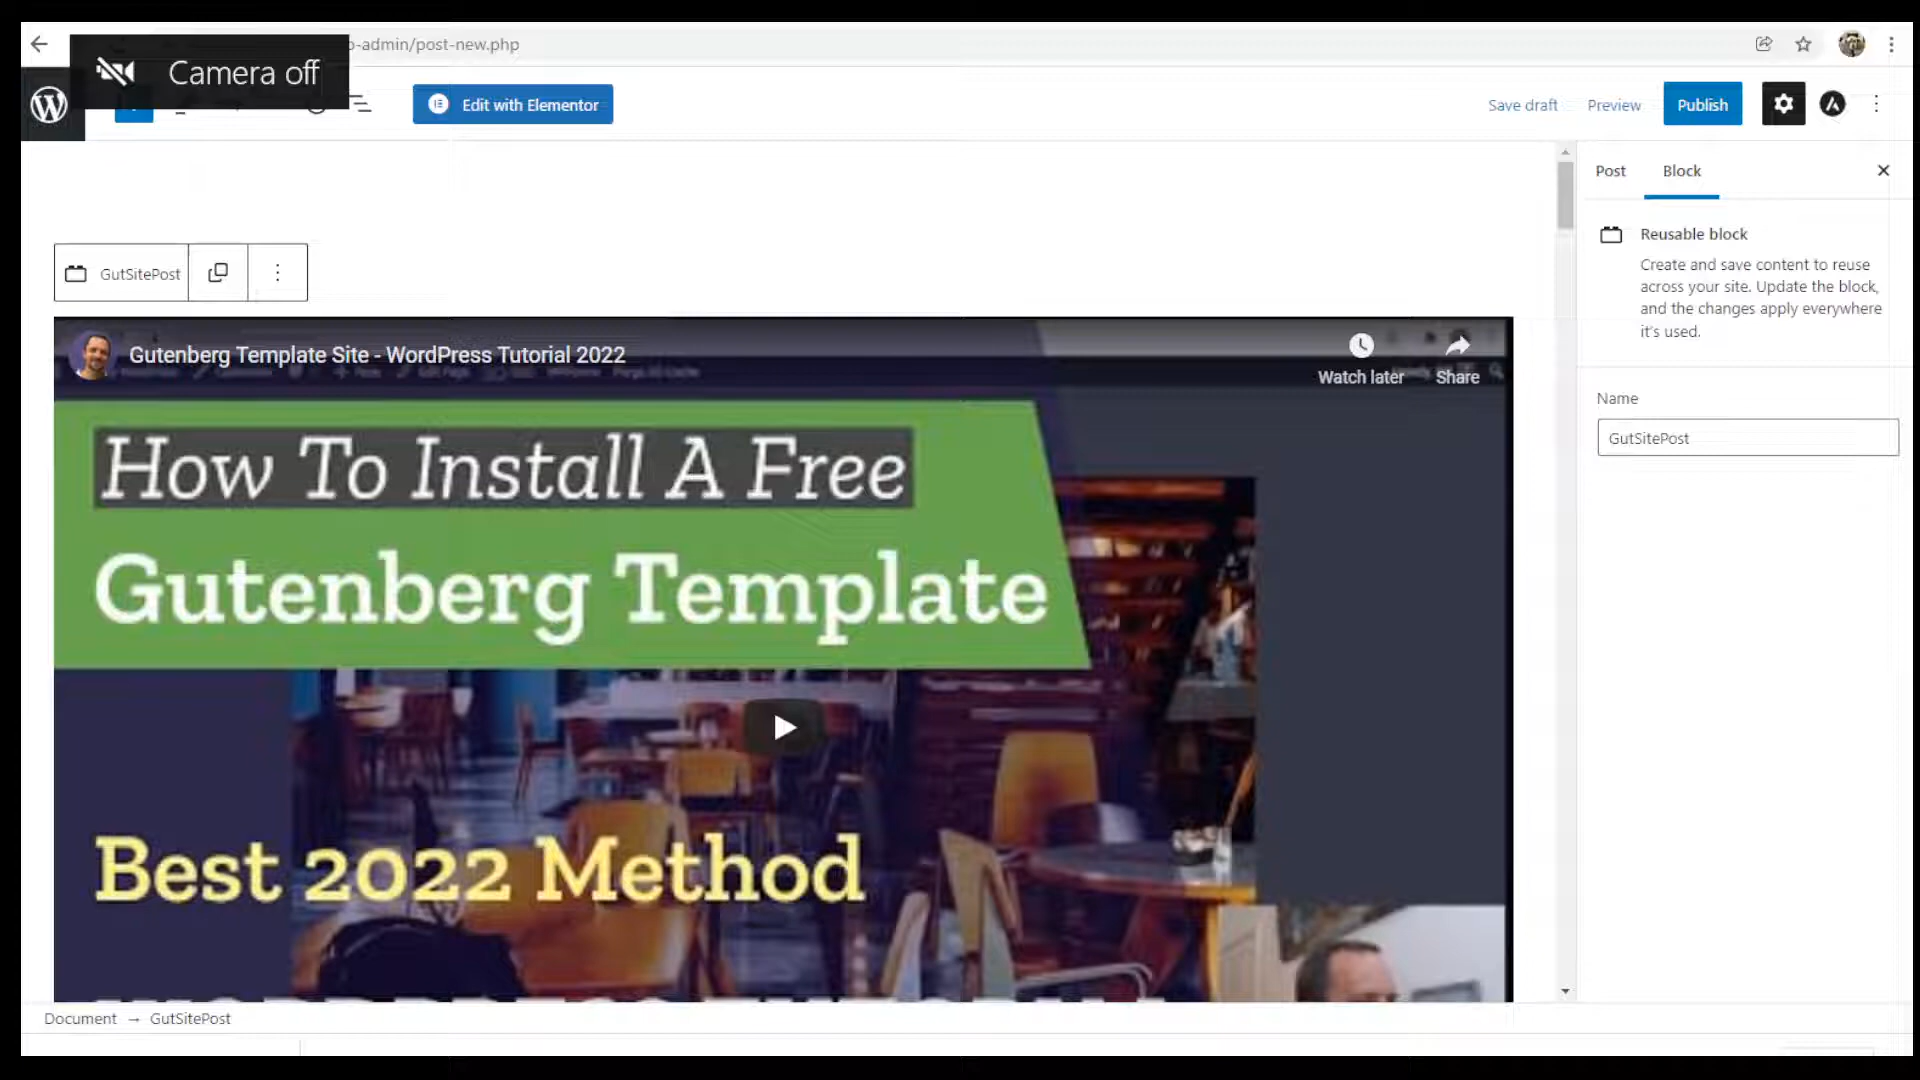 -admin/post-new.php
Camera off
Edit with Elementor
Save draft
Preview
Publish
Post
Block
Reusable block
Create and save content to reuse
across your site. Update the block,
and the changes apply everywhere
it's used.
Name
GutSitePost
GutSitePost
Gutenberg Template Site - WordPress Tutorial 2022
Watch later
Share
How To Install A Free
Gutenberg Template
Best 2022 Method
Document → GutSitePost